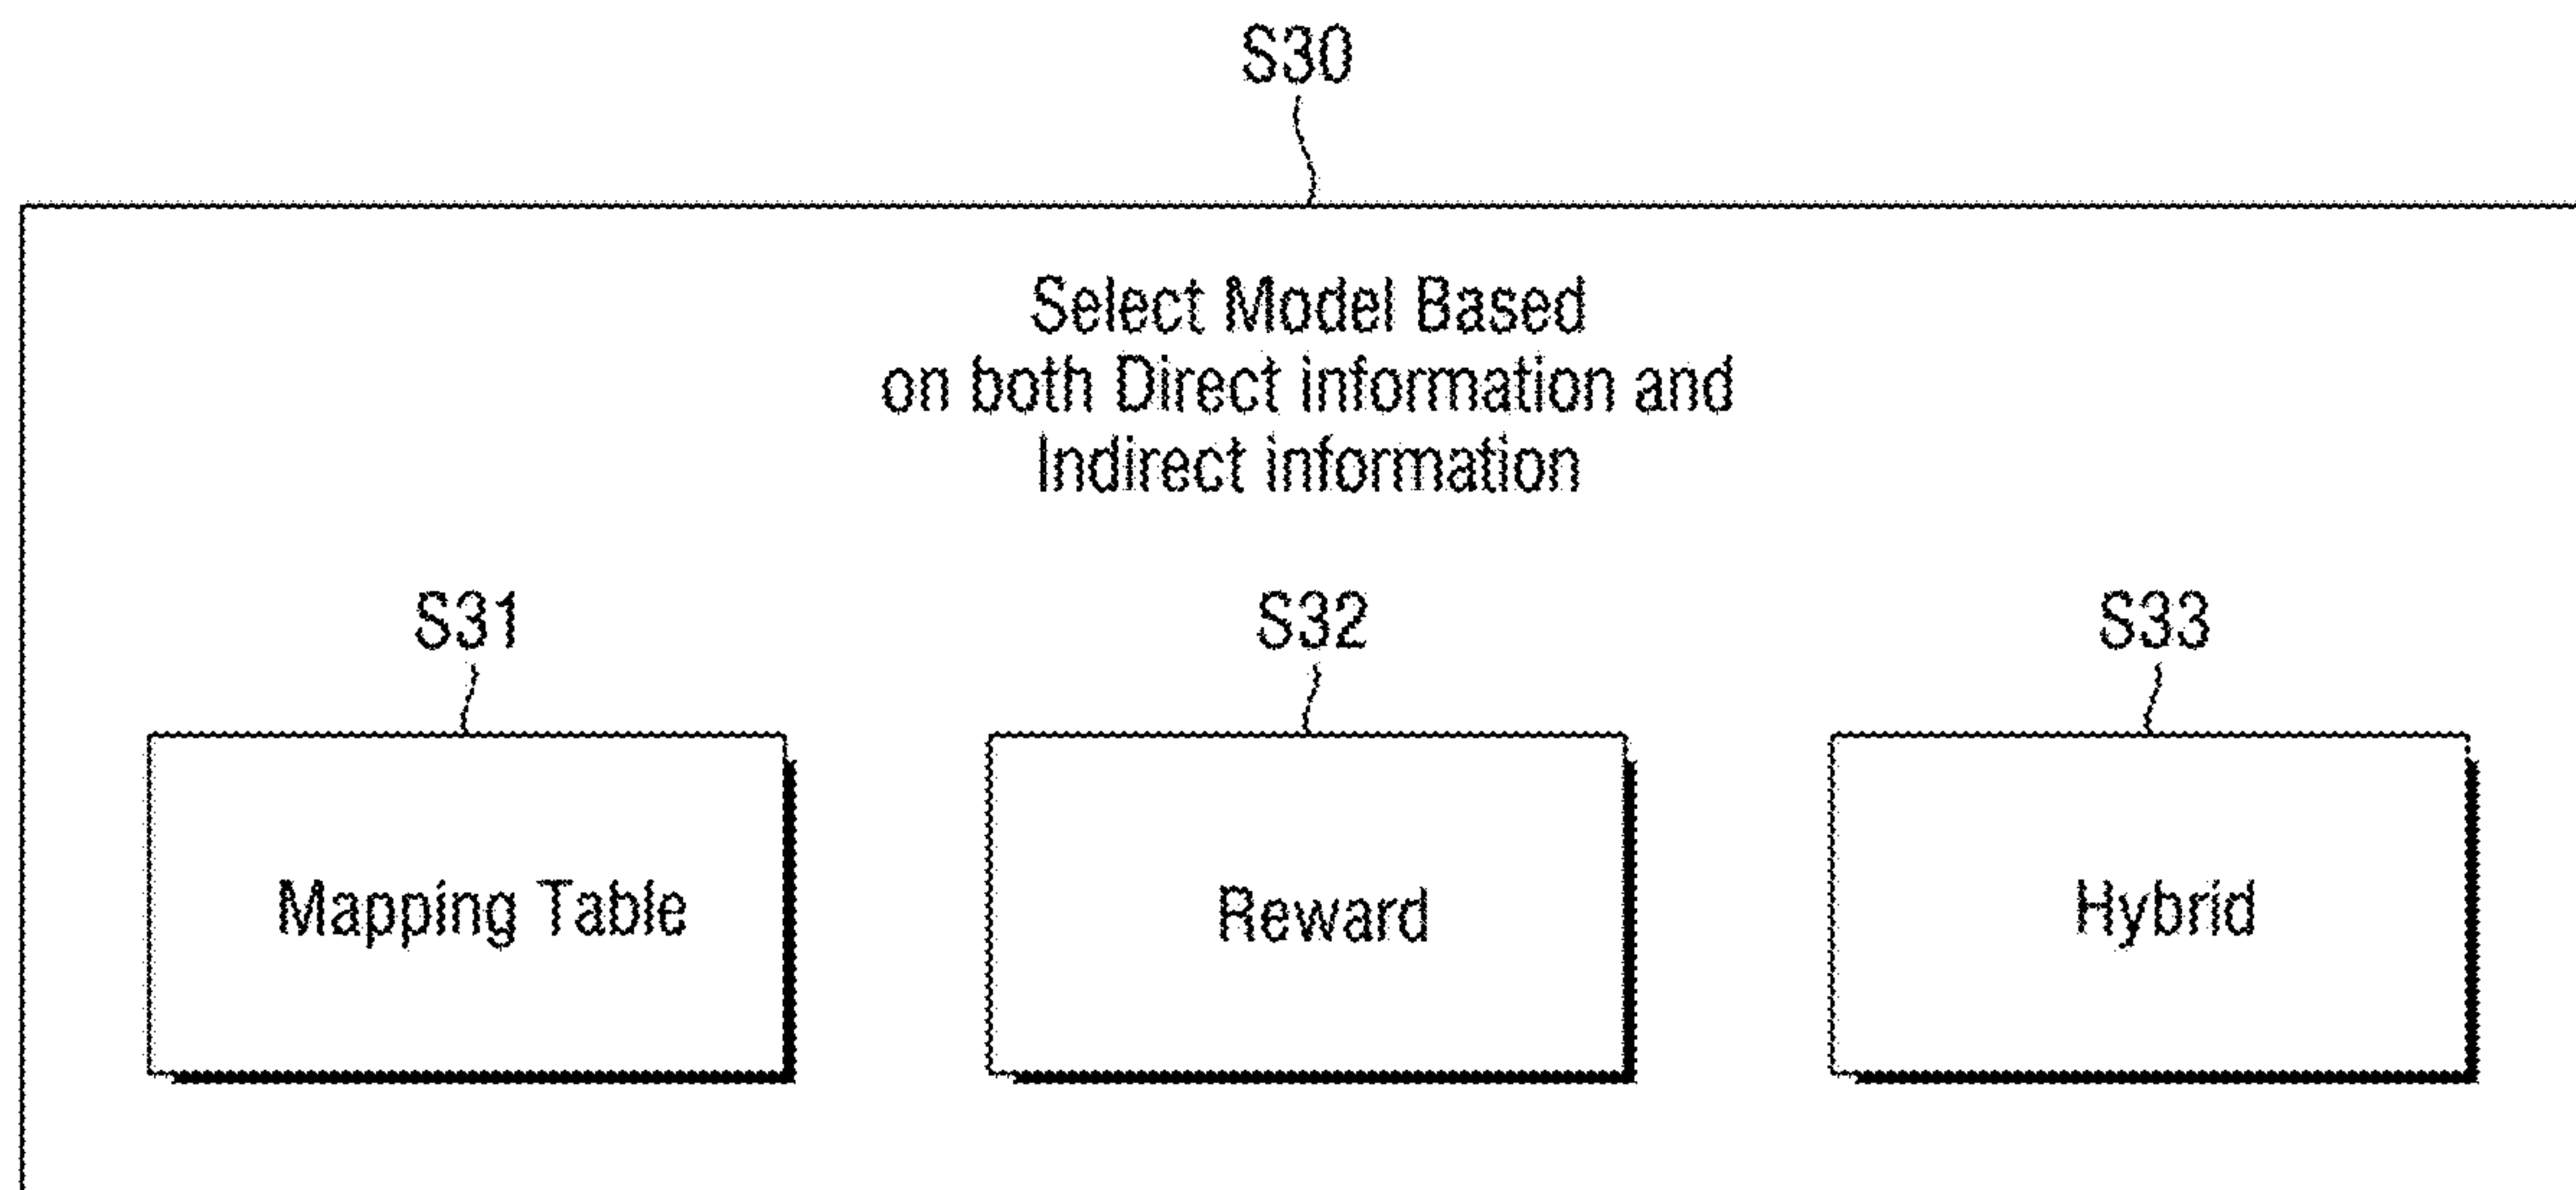 S30
Select Model Based
on both Direct information and
Indirect information
S31
S32
S33
Mapping Table
Reward
Hybrid